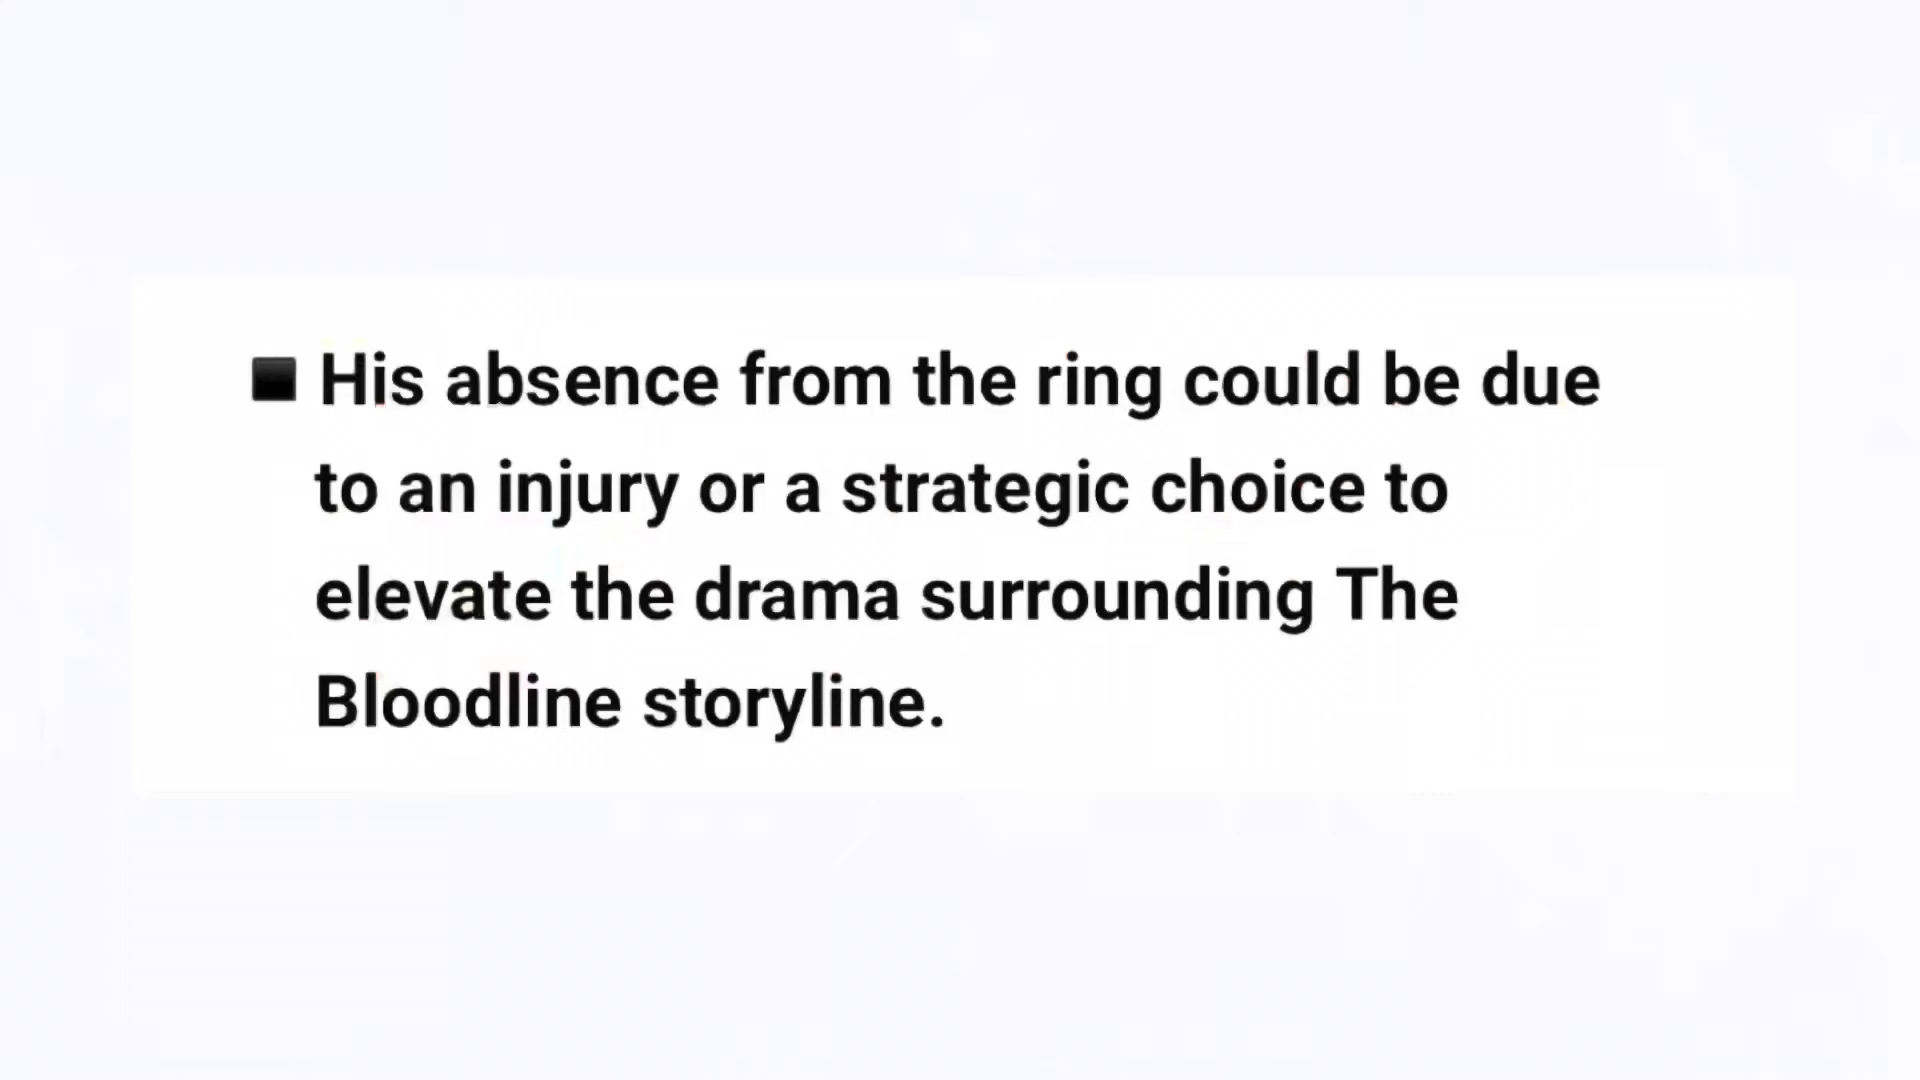 ◾ His absence from the ring could be due
to an injury or a strategic choice to
elevate the drama surrounding The
Bloodline storyline.